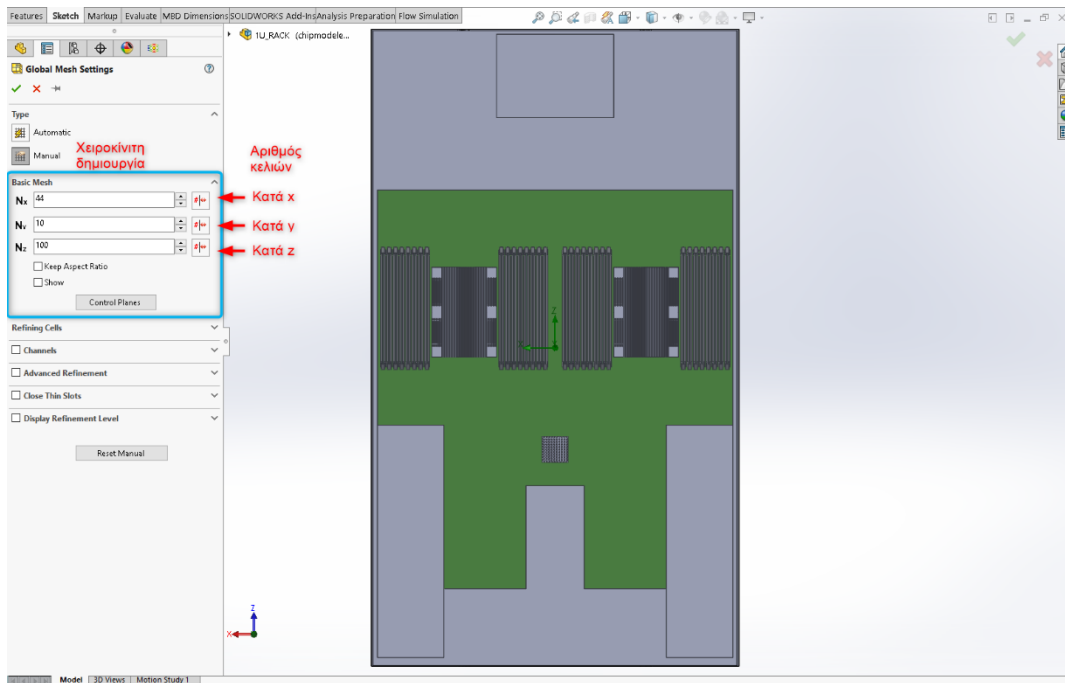 Features Sketch Markup Evaluate MBD Dimensions SOLIDWORKS Add-Ins Analysis Preparation Flow Simulation
1U_RACK (chipmodele...
Global Mesh Settings
Type
Automatic
Manual
Χειροκίνιτη
δημιουργία
Αριθμός
κελιών
Basic Mesh
Nx 44
Κατά x
Ny 10
Κατά y
Nz 100
Κατά z
Keep Aspect Ratio
Show
Control Planes
Refining Cells
Channels
Advanced Refinement
Close Thin Slots
Display Refinement Level
Reset Manual
Z
Z
X
Model 3D Views Motion Study 1